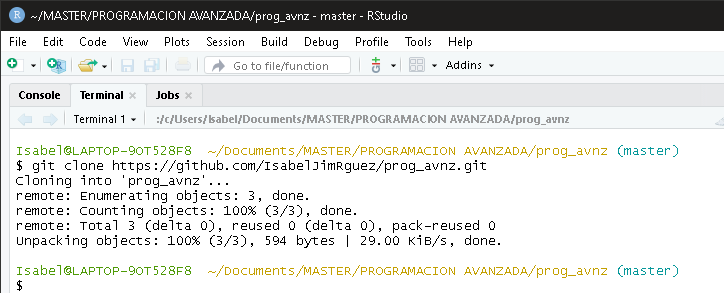 ~/MASTER/PROGRAMACION AVANZADA/prog_avnz - master - RStudio
File Edit Code View Plots Session Build Debug Profile Tools Help
Go to file/function Addins
Console Terminal Jobs
Terminal 1 :/c/Users/Isabel/Documents/MASTER/PROGRAMACION AVANZADA/prog_avnz
Isabel@LAPTOP-9OT528F8 ~/Documents/MASTER/PROGRAMACION AVANZADA/prog_avnz (master)
$ git clone https://github.com/IsabelJimRguez/prog_avnz.git
Cloning into 'prog_avnz'...
remote: Enumerating objects: 3, done.
remote: Counting objects: 100% (3/3), done.
remote: Total 3 (delta 0), reused 0 (delta 0), pack-reused 0
Unpacking objects: 100% (3/3), 594 bytes | 29.00 KiB/s, done.
Isabel@LAPTOP-9OT528F8 ~/Documents/MASTER/PROGRAMACION AVANZADA/prog_avnz (master)
$